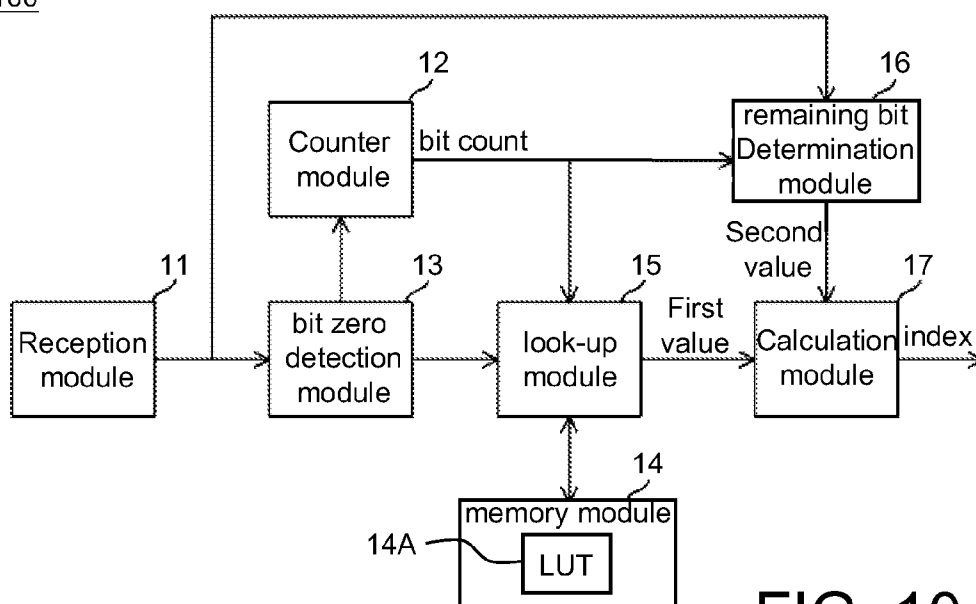 12
Counter
module
bit count
16
remaining bit
Determination
module
Second
value
11
Reception
module
13
bit zero
detection
module
15
look-up
module
First
value
17
Calculation
module
index
14
memory module
14A
LUT